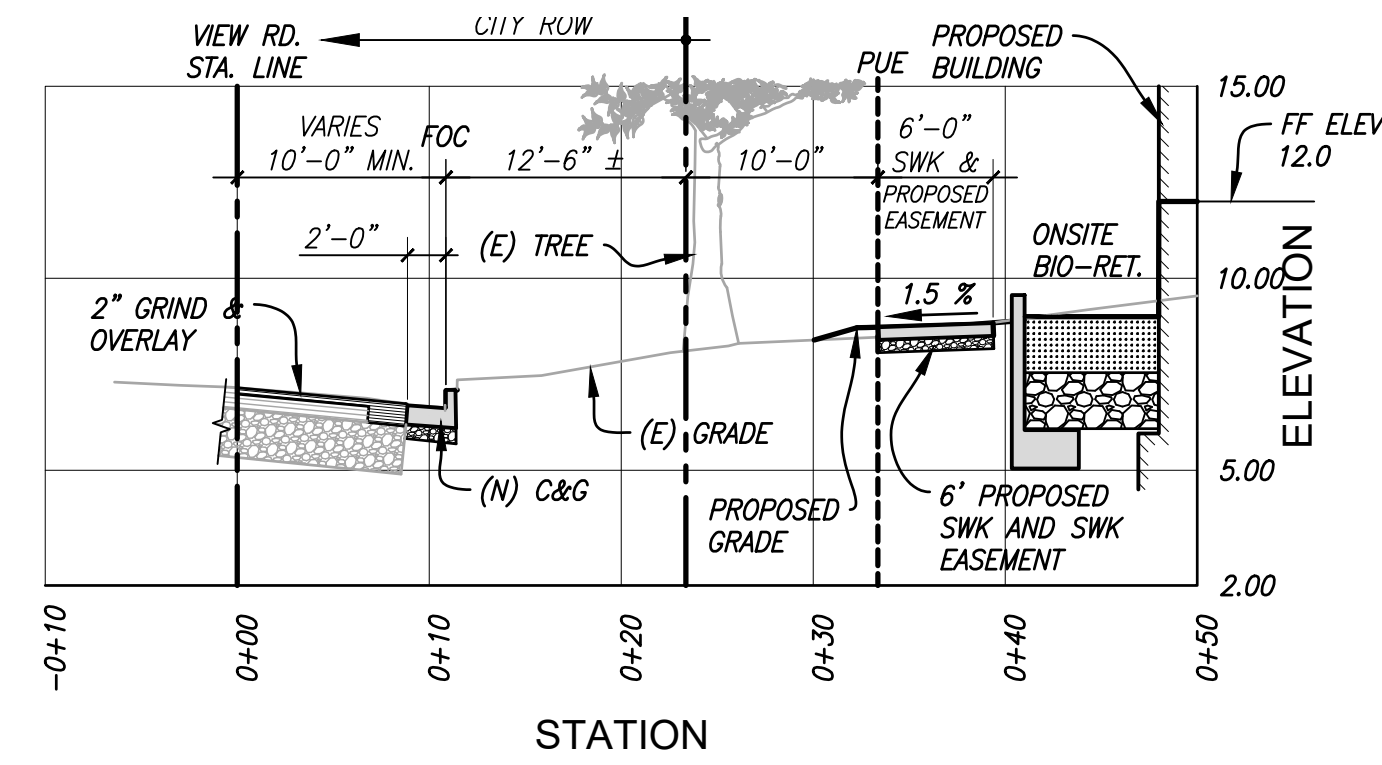 CITY ROW
VIEW RD.
STA. LINE
PROPOSED
BUILDING
PUE
15.00
VARIES
10'-0" MIN.
FOC
12'-6" ±
10'-0"
6'-0"
SWK &
PROPOSED
EASEMENT
FF ELEV
12.0
2'-0"
(E) TREE
ONSITE
BIO-RET.
10.00
2" GRIND &
OVERLAY
1.5 %
ELEVATION
(E) GRADE
5.00
(N) C&G
PROPOSED
GRADE
6' PROPOSED
SWK AND SWK
EASEMENT
2.00
-0+10
0+00
0+10
0+20
0+30
0+40
0+50
STATION